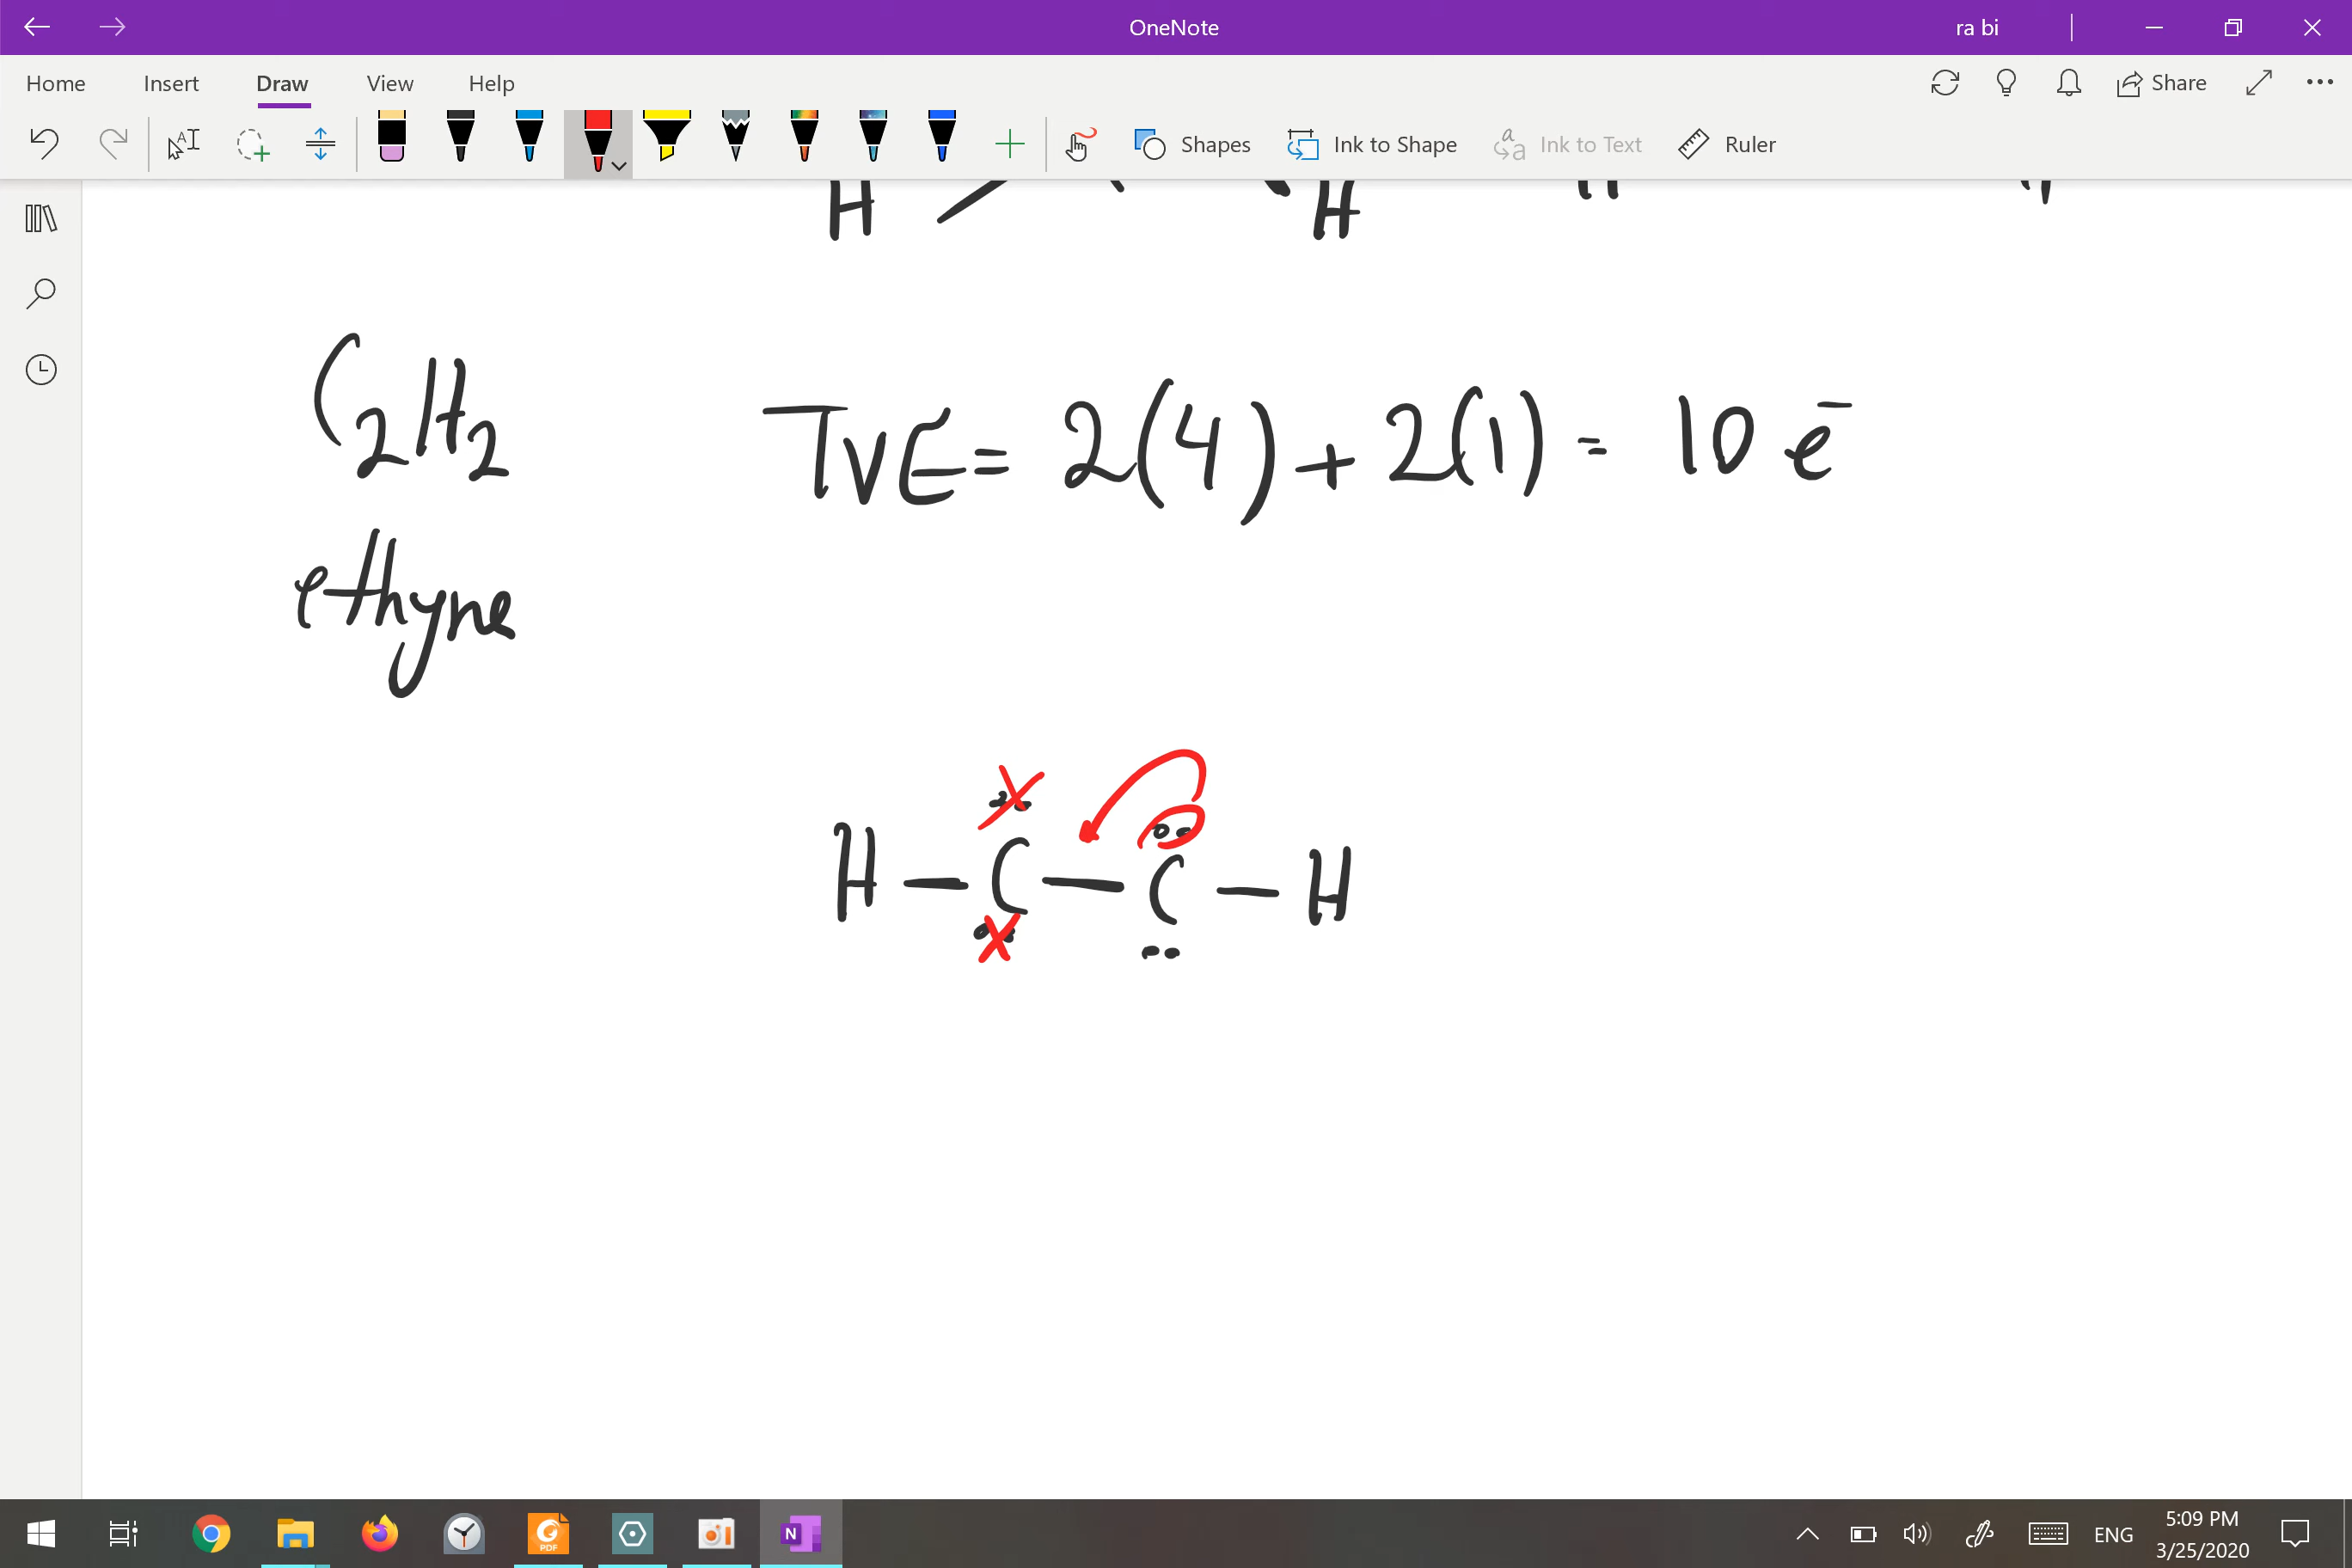 OneNote
ra bi
Home Insert Draw View Help
Share
Shapes Ink to Shape Ink to Text Ruler
H H H
C2H2 TVE= 2(4)+2(1) = 10 e⁻
ethyne
H—C—C—H
PDF
N
ENG
5:09 PM
3/25/2020